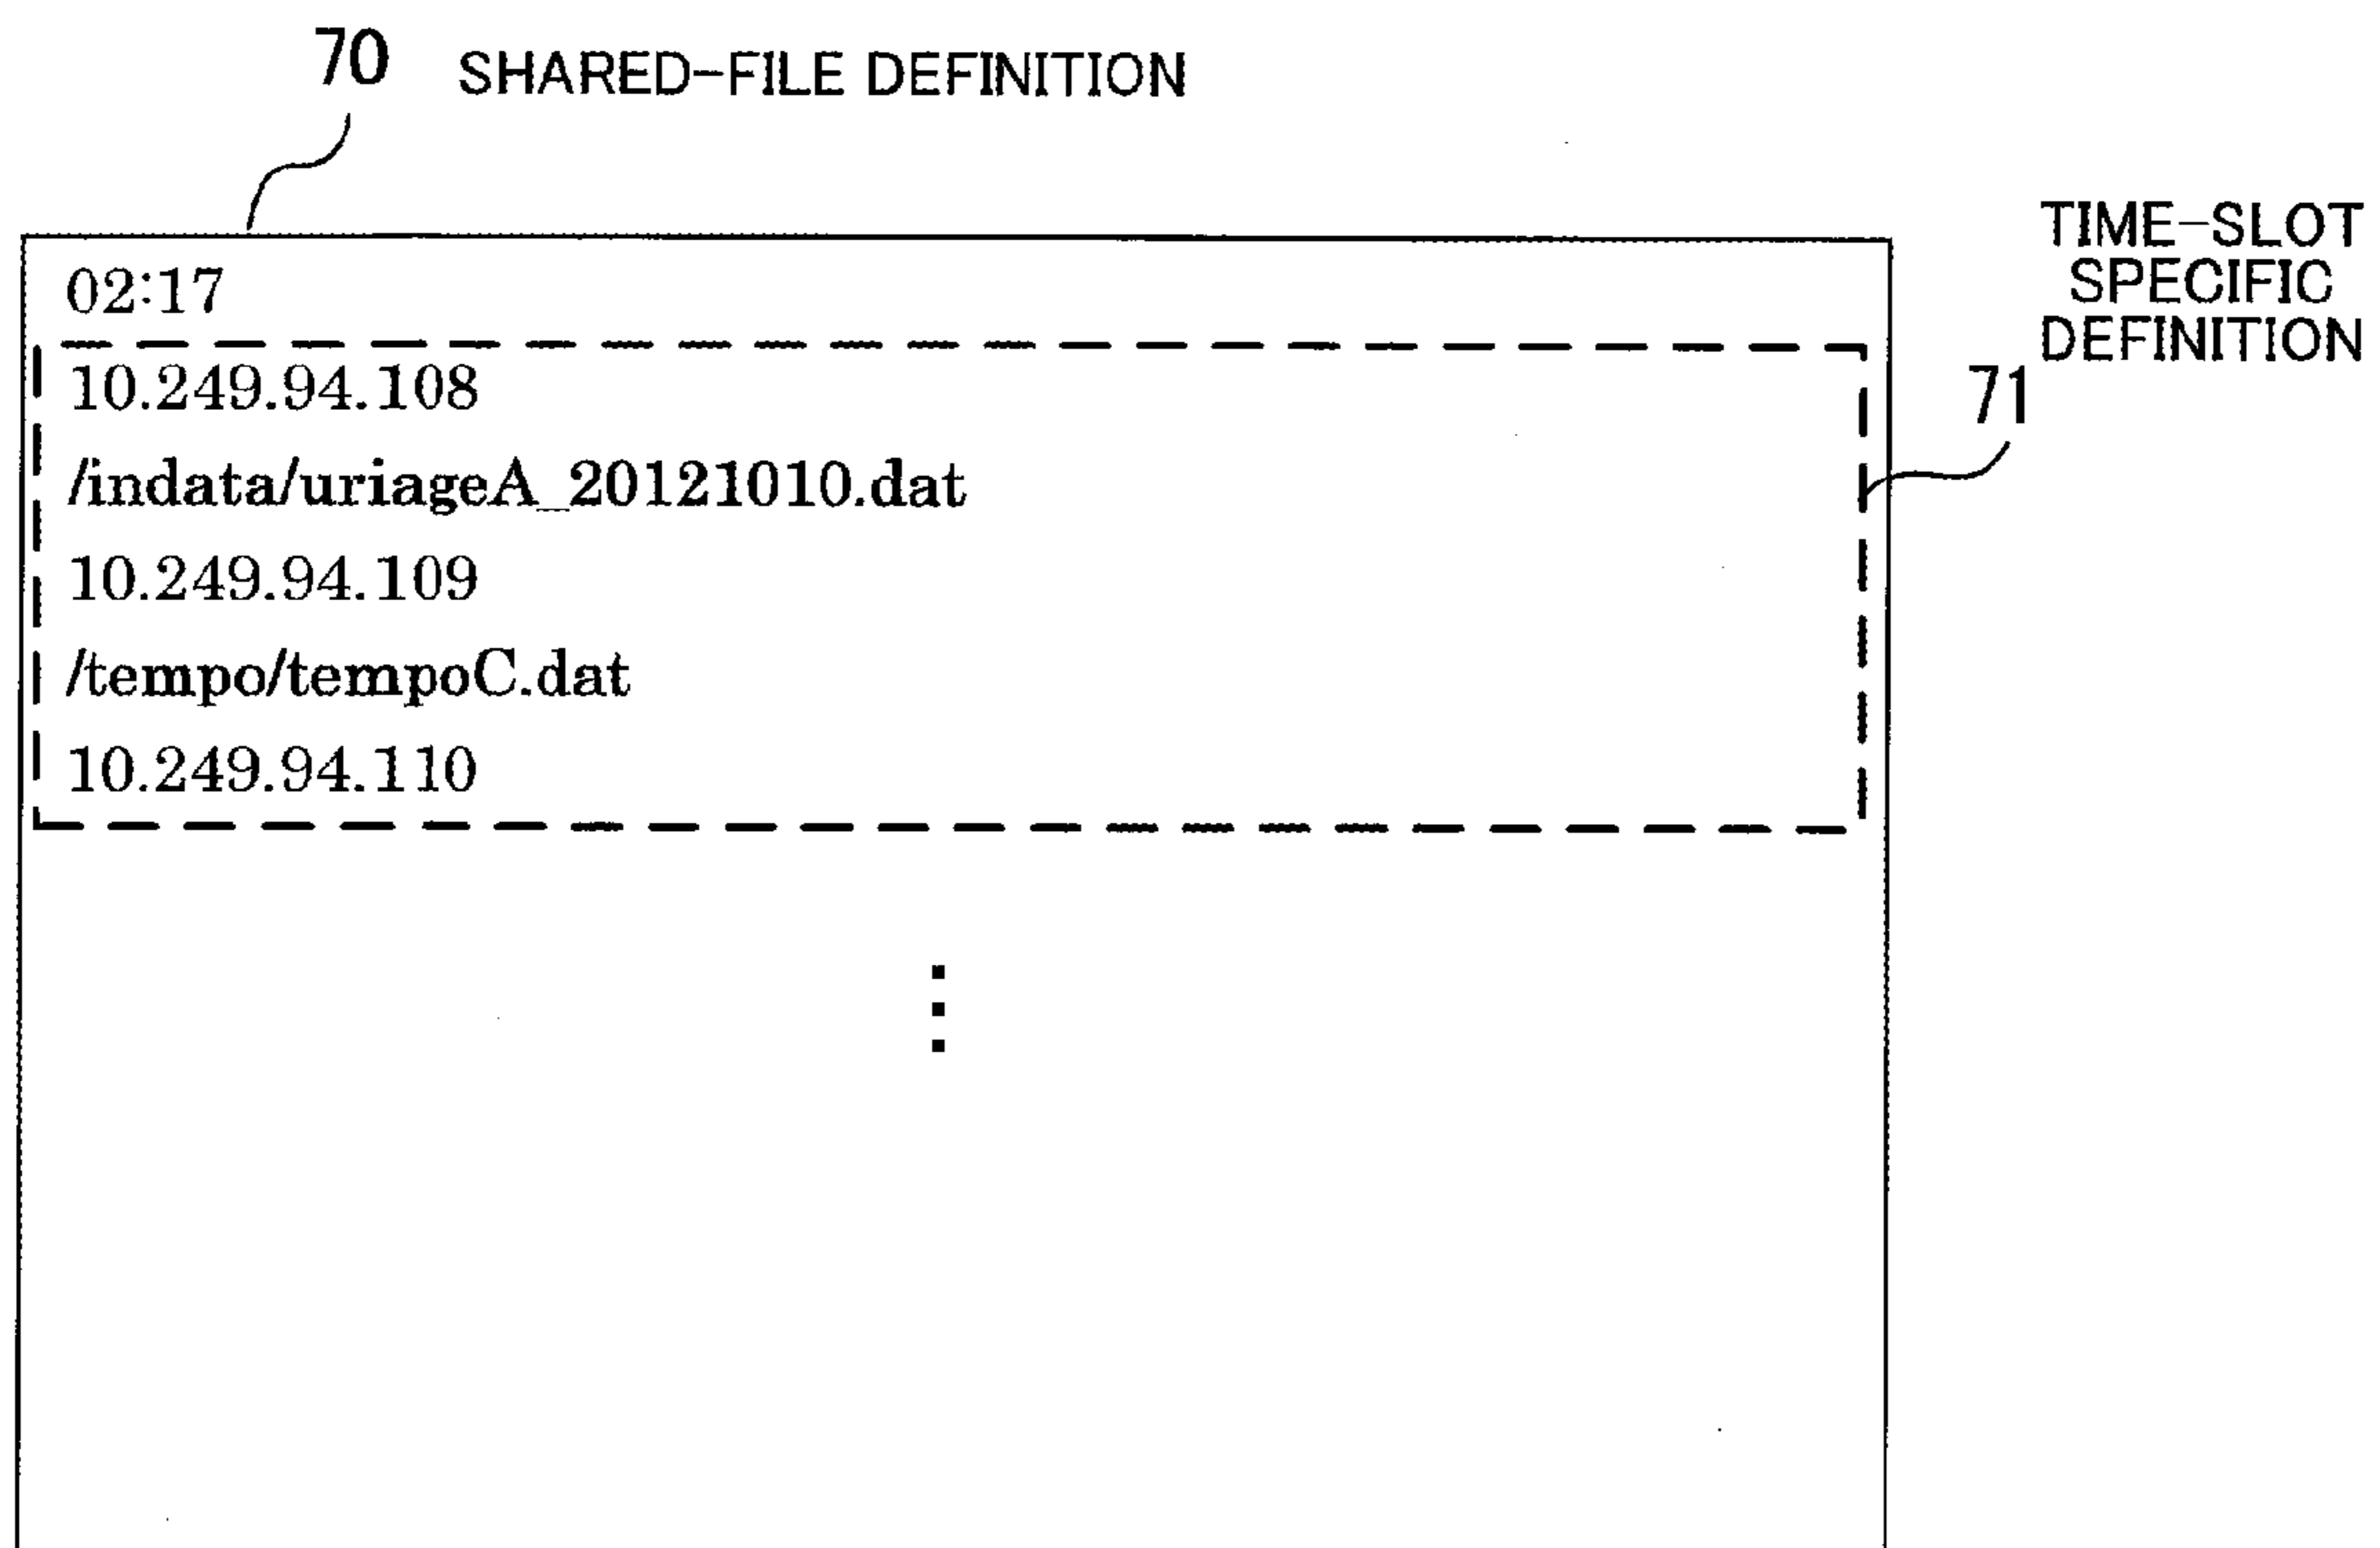 70 SHARED-FILE DEFINITION
TIME-SLOT
SPECIFIC
DEFINITION
71
02:17
10.249.94.108
/indata/uriageA_20121010.dat
10.249.94.109
/tempo/tempoC.dat
10.249.94.110